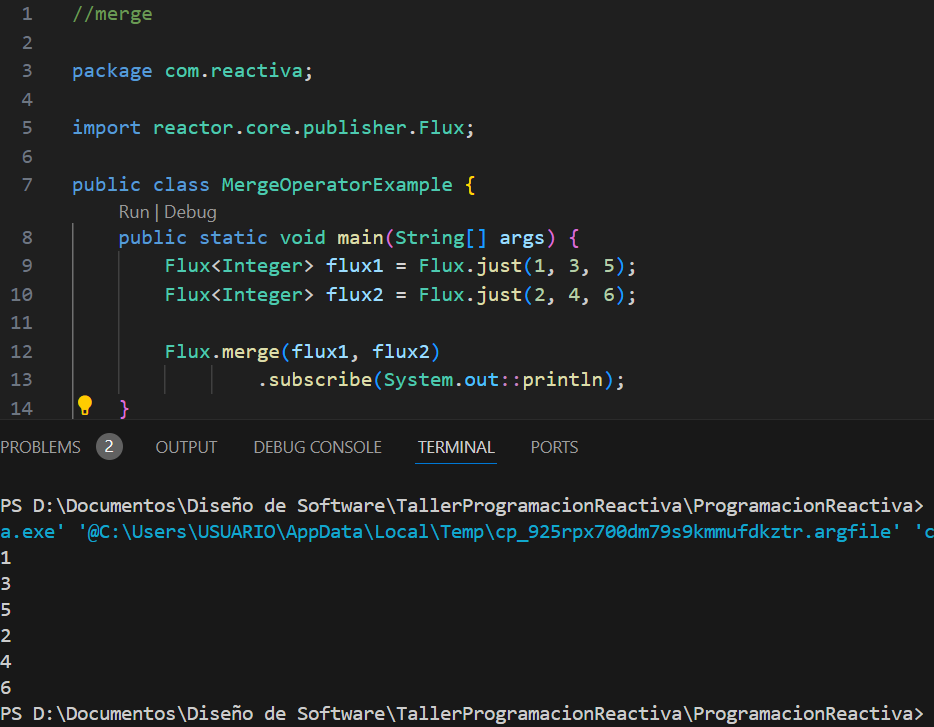 1 //merge
2
3 package com.reactiva;
4
5 import reactor.core.publisher.Flux;
6
7 public class MergeOperatorExample {
Run | Debug
8 public static void main(String[] args) {
9 Flux<Integer> flux1 = Flux.just(1, 3, 5);
10 Flux<Integer> flux2 = Flux.just(2, 4, 6);
11
12 Flux.merge(flux1, flux2)
13 .subscribe(System.out::println);
14 }
PROBLEMS 2 OUTPUT DEBUG CONSOLE TERMINAL PORTS
PS D:\Documentos\Diseño de Software\TallerProgramacionReactiva\ProgramacionReactiva>
a.exe' '@C:\Users\USUARIO\AppData\Local\Temp\cp_925rpx700dm79s9kmmufdkztr.argfile' 'c
1
3
5
2
4
6
PS D:\Documentos\Diseño de Software\TallerProgramacionReactiva\ProgramacionReactiva>